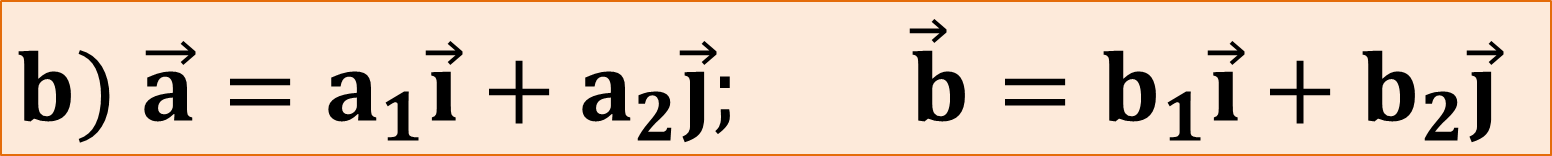 b) a⃗ = a₁i⃗ + a₂j⃗; b⃗ = b₁i⃗ + b₂j⃗